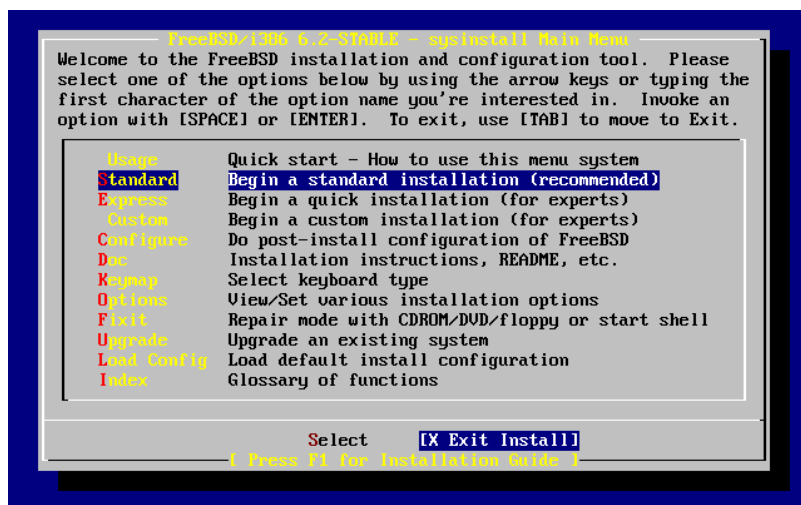 FreeBSD/i386 6.2-STABLE - sysinstall Main Menu
Welcome to the FreeBSD installation and configuration tool.  Please
select one of the options below by using the arrow keys or typing the
first character of the option name you're interested in.  Invoke an
option with [SPACE] or [ENTER].  To exit, use [TAB] to move to Exit.
Usage Quick start - How to use this menu system
Standard Begin a standard installation (recommended)
Express Begin a quick installation (for experts)
Custom Begin a custom installation (for experts)
Configure Do post-install configuration of FreeBSD
Doc Installation instructions, README, etc.
Keymap Select keyboard type
Options View/Set various installation options
Fixit Repair mode with CDROM/DVD/floppy or start shell
Upgrade Upgrade an existing system
Load Config Load default install configuration
Index Glossary of functions
Select [X Exit Install]
[ Press F1 for Installation Guide ]